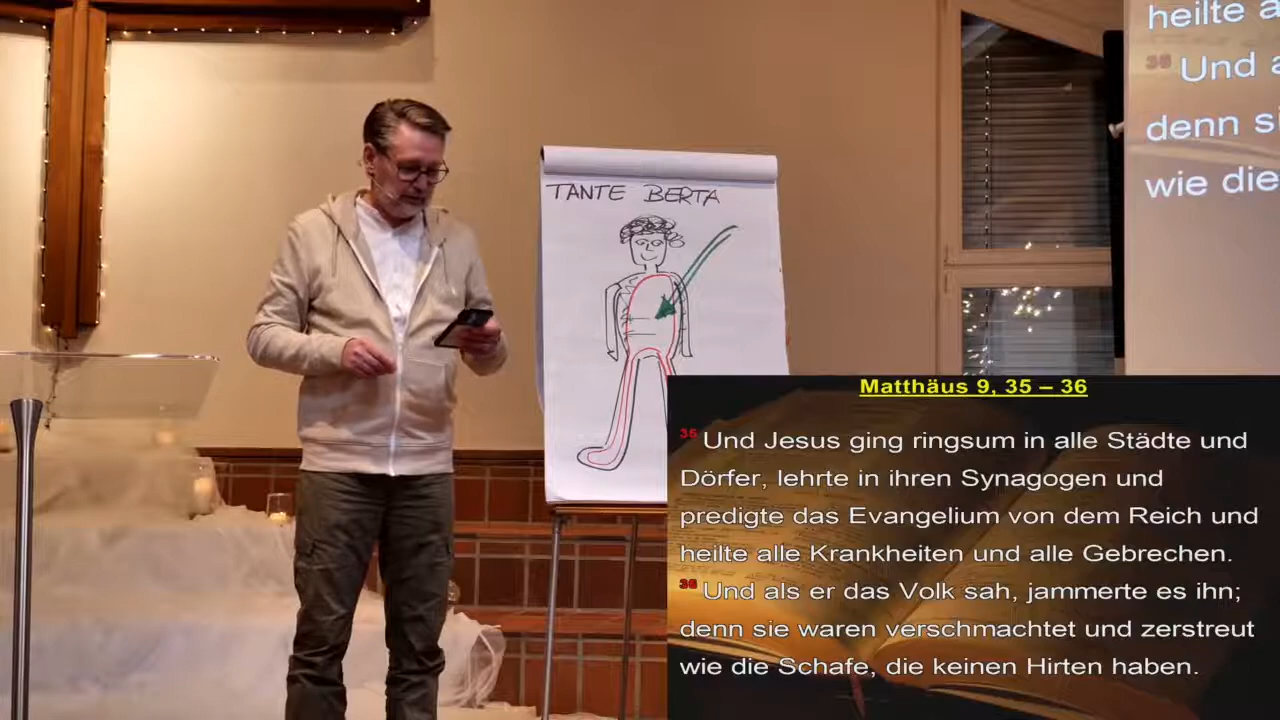 TANTE BERTA
heilte a
36 Und a
denn si
wie die
Matthäus 9, 35 – 36
35 Und Jesus ging ringsum in alle Städte und
Dörfer, lehrte in ihren Synagogen und
predigte das Evangelium von dem Reich und
heilte alle Krankheiten und alle Gebrechen.
36 Und als er das Volk sah, jammerte es ihn;
denn sie waren verschmachtet und zerstreut
wie die Schafe, die keinen Hirten haben.